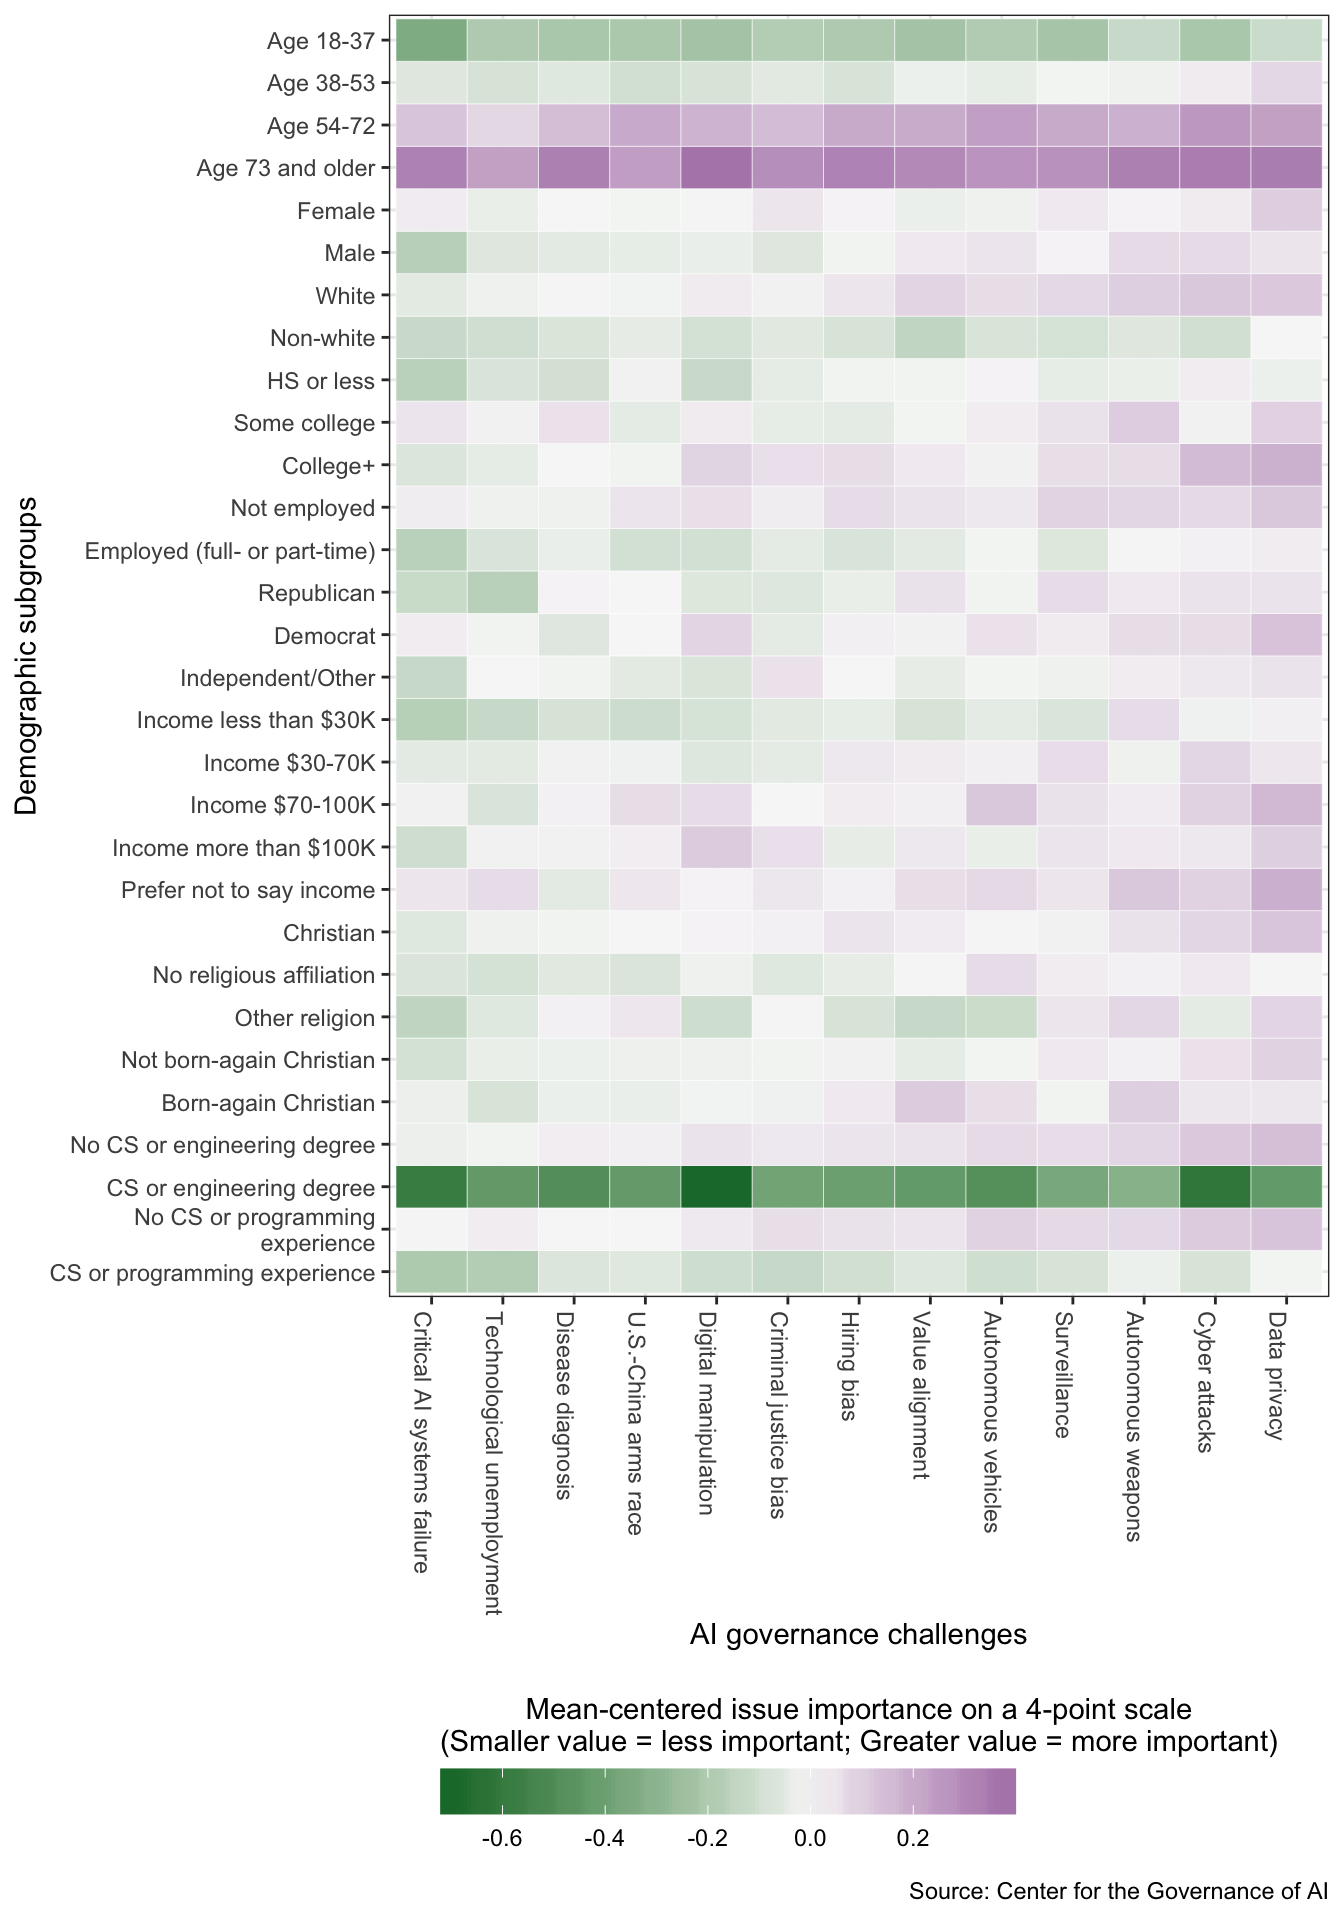 Demographic subgroups
Age 18-37
Age 38-53
Age 54-72
Age 73 and older
Female
Male
White
Non-white
HS or less
Some college
College+
Not employed
Employed (full- or part-time)
Republican
Democrat
Independent/Other
Income less than $30K
Income $30-70K
Income $70-100K
Income more than $100K
Prefer not to say income
Christian
No religious affiliation
Other religion
Not born-again Christian
Born-again Christian
No CS or engineering degree
CS or engineering degree
No CS or programming
experience
CS or programming experience
Critical AI systems failure
Technological unemployment
Disease diagnosis
U.S.-China arms race
Digital manipulation
Criminal justice bias
Hiring bias
Value alignment
Autonomous vehicles
Surveillance
Autonomous weapons
Cyber attacks
Data privacy
AI governance challenges
Mean-centered issue importance on a 4-point scale
(Smaller value = less important; Greater value = more important)
-0.6 -0.4 -0.2 0.0 0.2
Source: Center for the Governance of AI